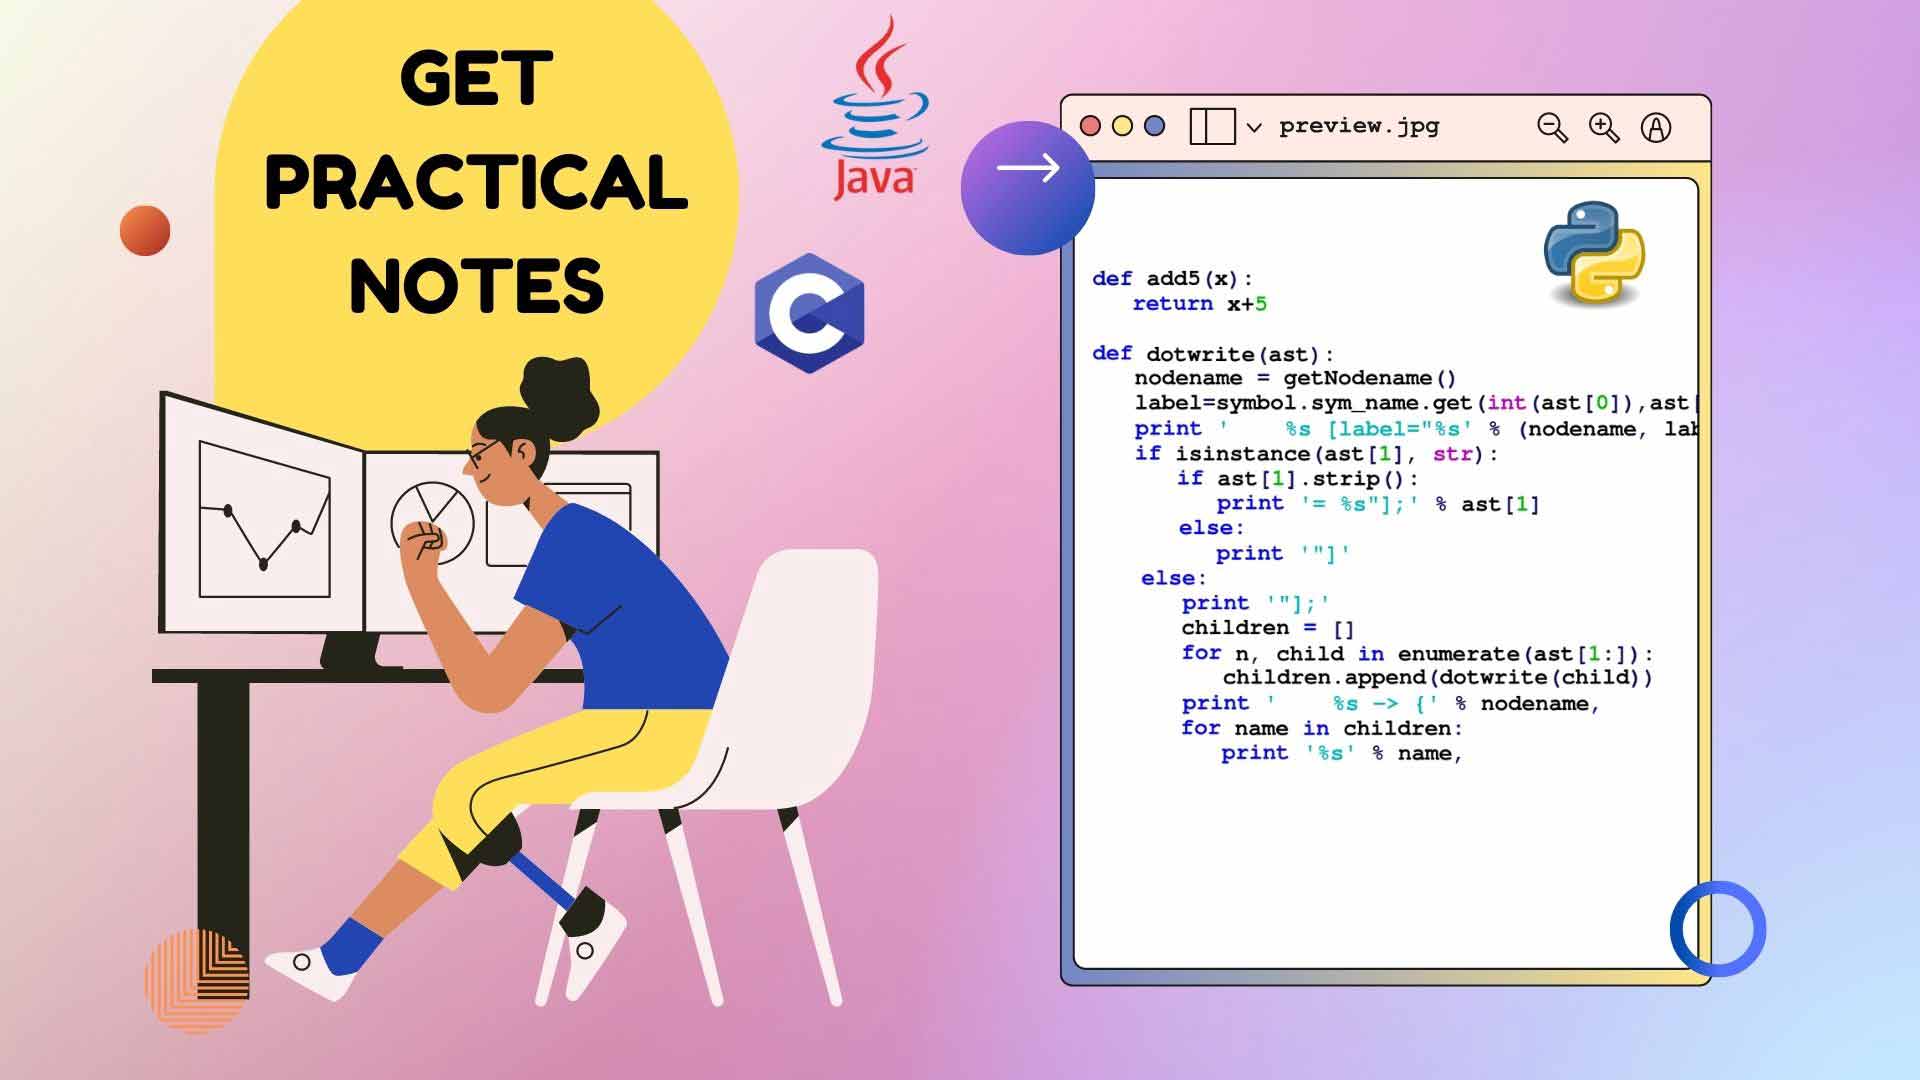 GET
PRACTICAL
NOTES
Java
C
preview.jpg
def add5(x):
   return x+5
def dotwrite(ast):
   nodename = getNodename()
   label=symbol.sym_name.get(int(ast[0]),ast[
   print '    %s [label="%s' % (nodename, lab
   if isinstance(ast[1], str):
      if ast[1].strip():
         print '= %s"];' % ast[1]
      else:
         print '"]'
   else:
      print '"];'
      children = []
      for n, child in enumerate(ast[1:]):
         children.append(dotwrite(child))
      print '    %s -> {' % nodename,
      for name in children:
         print '%s' % name,